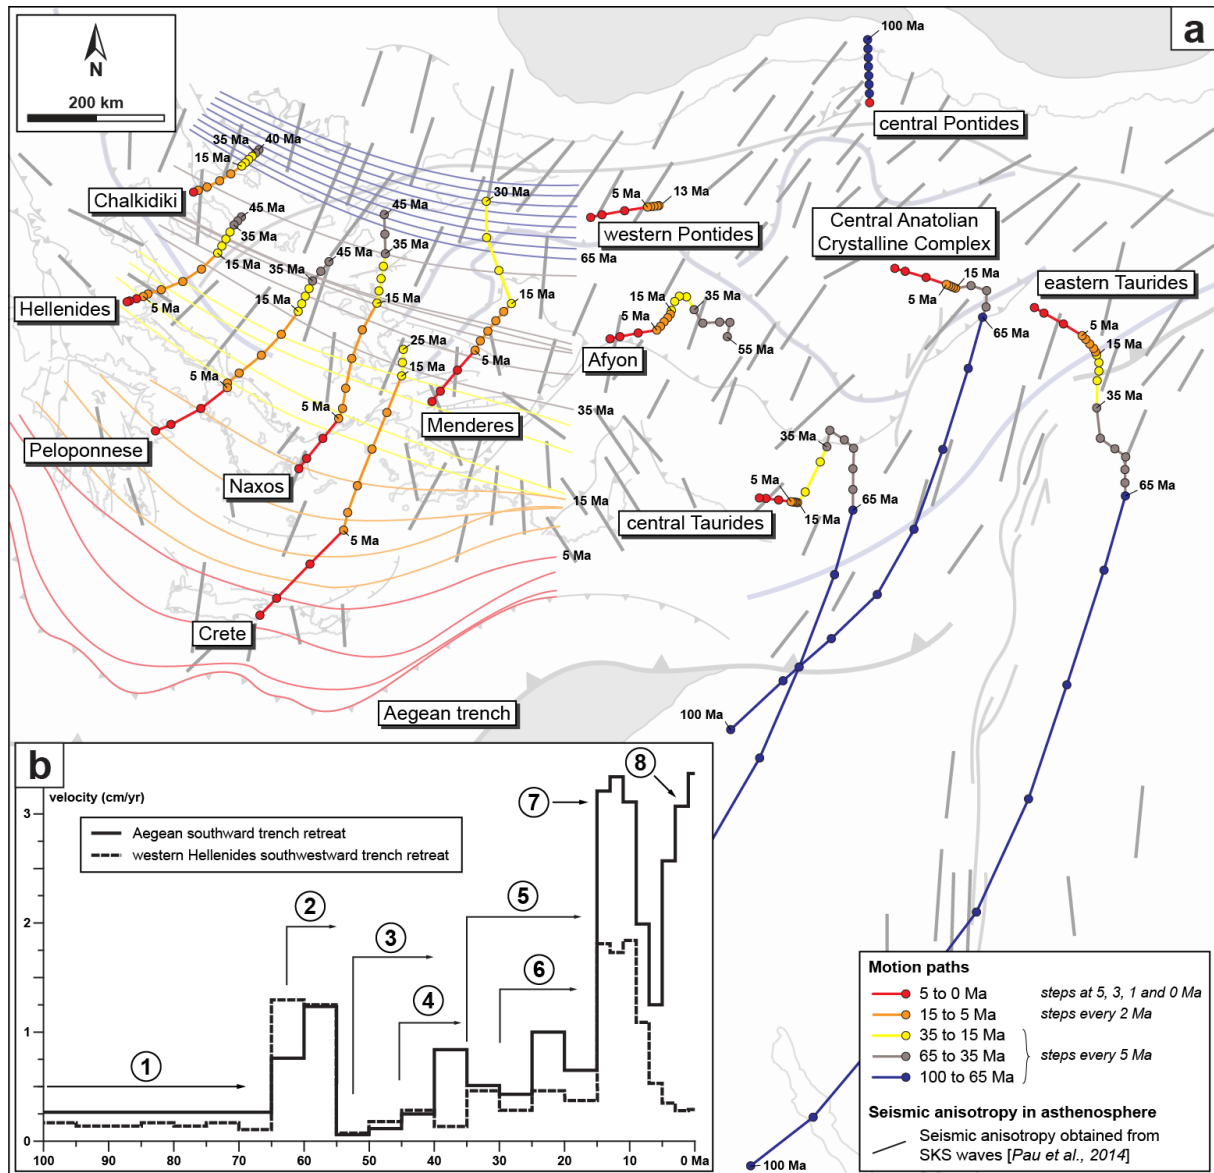 a
N
200 km
100 Ma
central Pontides
35 Ma
40 Ma
15 Ma
Chalkidiki
45 Ma
35 Ma
15 Ma
Hellenides
5 Ma
45 Ma
35 Ma
15 Ma
5 Ma
Peloponnese
45 Ma
35 Ma
15 Ma
5 Ma
Naxos
30 Ma
15 Ma
5 Ma
Menderes
25 Ma
15 Ma
5 Ma
Crete
65 Ma
35 Ma
15 Ma
5 Ma
5 Ma
13 Ma
western Pontides
15 Ma
35 Ma
5 Ma
55 Ma
Afyon
Central Anatolian
Crystalline Complex
15 Ma
5 Ma
65 Ma
100 Ma
eastern Taurides
5 Ma
15 Ma
35 Ma
65 Ma
35 Ma
5 Ma
65 Ma
15 Ma
central Taurides
Aegean trench
100 Ma
b
velocity (cm/yr)
Aegean southward trench retreat
western Hellenides southwestward trench retreat
3
2
1
0
1
2
3
4
5
6
7
8
100 90 80 70 60 50 40 30 20 10 0 Ma
Motion paths
5 to 0 Ma steps at 5, 3, 1 and 0 Ma
15 to 5 Ma steps every 2 Ma
35 to 15 Ma
65 to 35 Ma steps every 5 Ma
100 to 65 Ma
Seismic anisotropy in asthenosphere
Seismic anisotropy obtained from
SKS waves [Pau et al., 2014]